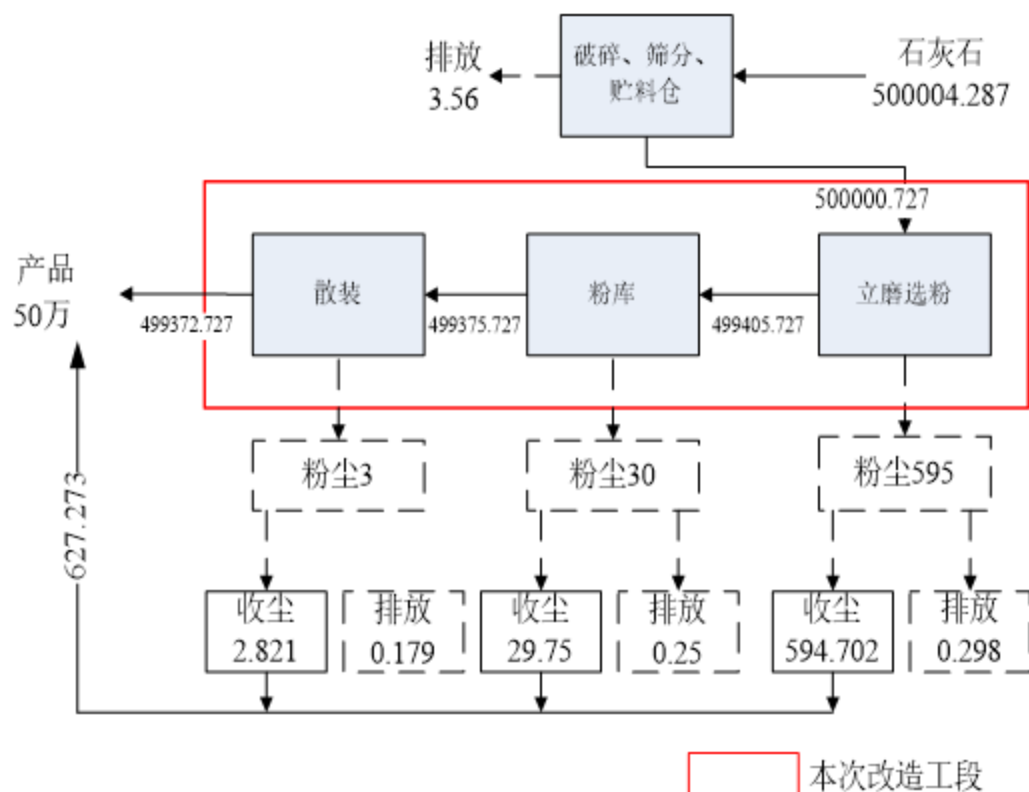 排放
3.56
破碎、筛分、
贮料仓
石灰石
500004.287
500000.727
产品
50万
499372.727
散装
499375.727
粉库
499405.727
立磨选粉
粉尘3
粉尘30
粉尘595
627.273
收尘
2.821
排放
0.179
收尘
29.75
排放
0.25
收尘
594.702
排放
0.298
本次改造工段